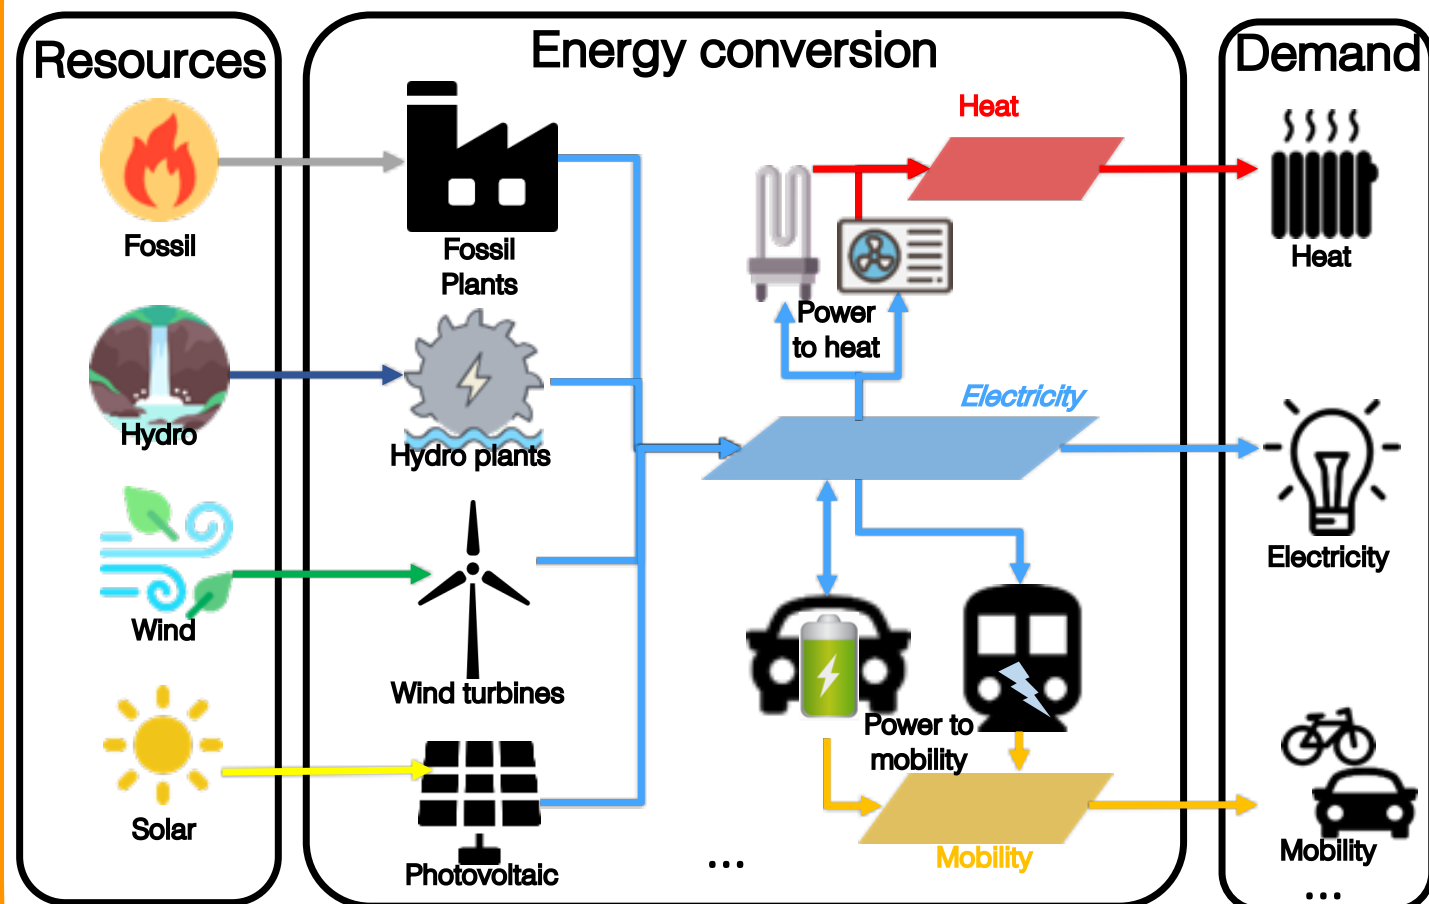 Resources
Energy conversion
Demand
Fossil
Hydro
Wind
Solar
Fossil
Plants
Hydro plants
Wind turbines
Photovoltaic
Heat
Power
to heat
Electricity
Power to
mobility
Mobility
...
Heat
Electricity
Mobility
...